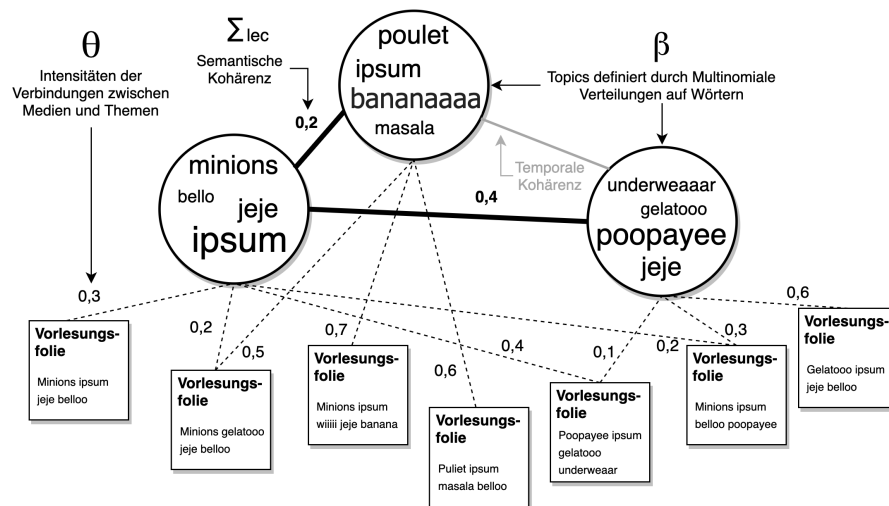 θ
Intensitäten der
Verbindungen zwischen
Medien und Themen
Σlec
Semantische
Kohärenz
β
Topics definiert durch Multinomiale
Verteilungen auf Wörtern
poulet
ipsum
bananaaaa
masala
0,2
Temporale
Kohärenz
minions
bello
jeje
ipsum
0,4
underweaaar
gelatooo
poopayee
jeje
0,3
0,2
0,5
0,7
0,6
0,4
0,1
0,2
0,3
0,6
Vorlesungs-
folie
Minions ipsum
jeje belloo
Vorlesungs-
folie
Minions gelatooo
jeje belloo
Vorlesungs-
folie
Minions ipsum
wiiiii jeje banana
Vorlesungs-
folie
Puliet ipsum
masala belloo
Vorlesungs-
folie
Poopayee ipsum
gelatooo
underweaar
Vorlesungs-
folie
Minions ipsum
belloo poopayee
Vorlesungs-
folie
Gelatooo ipsum
jeje belloo